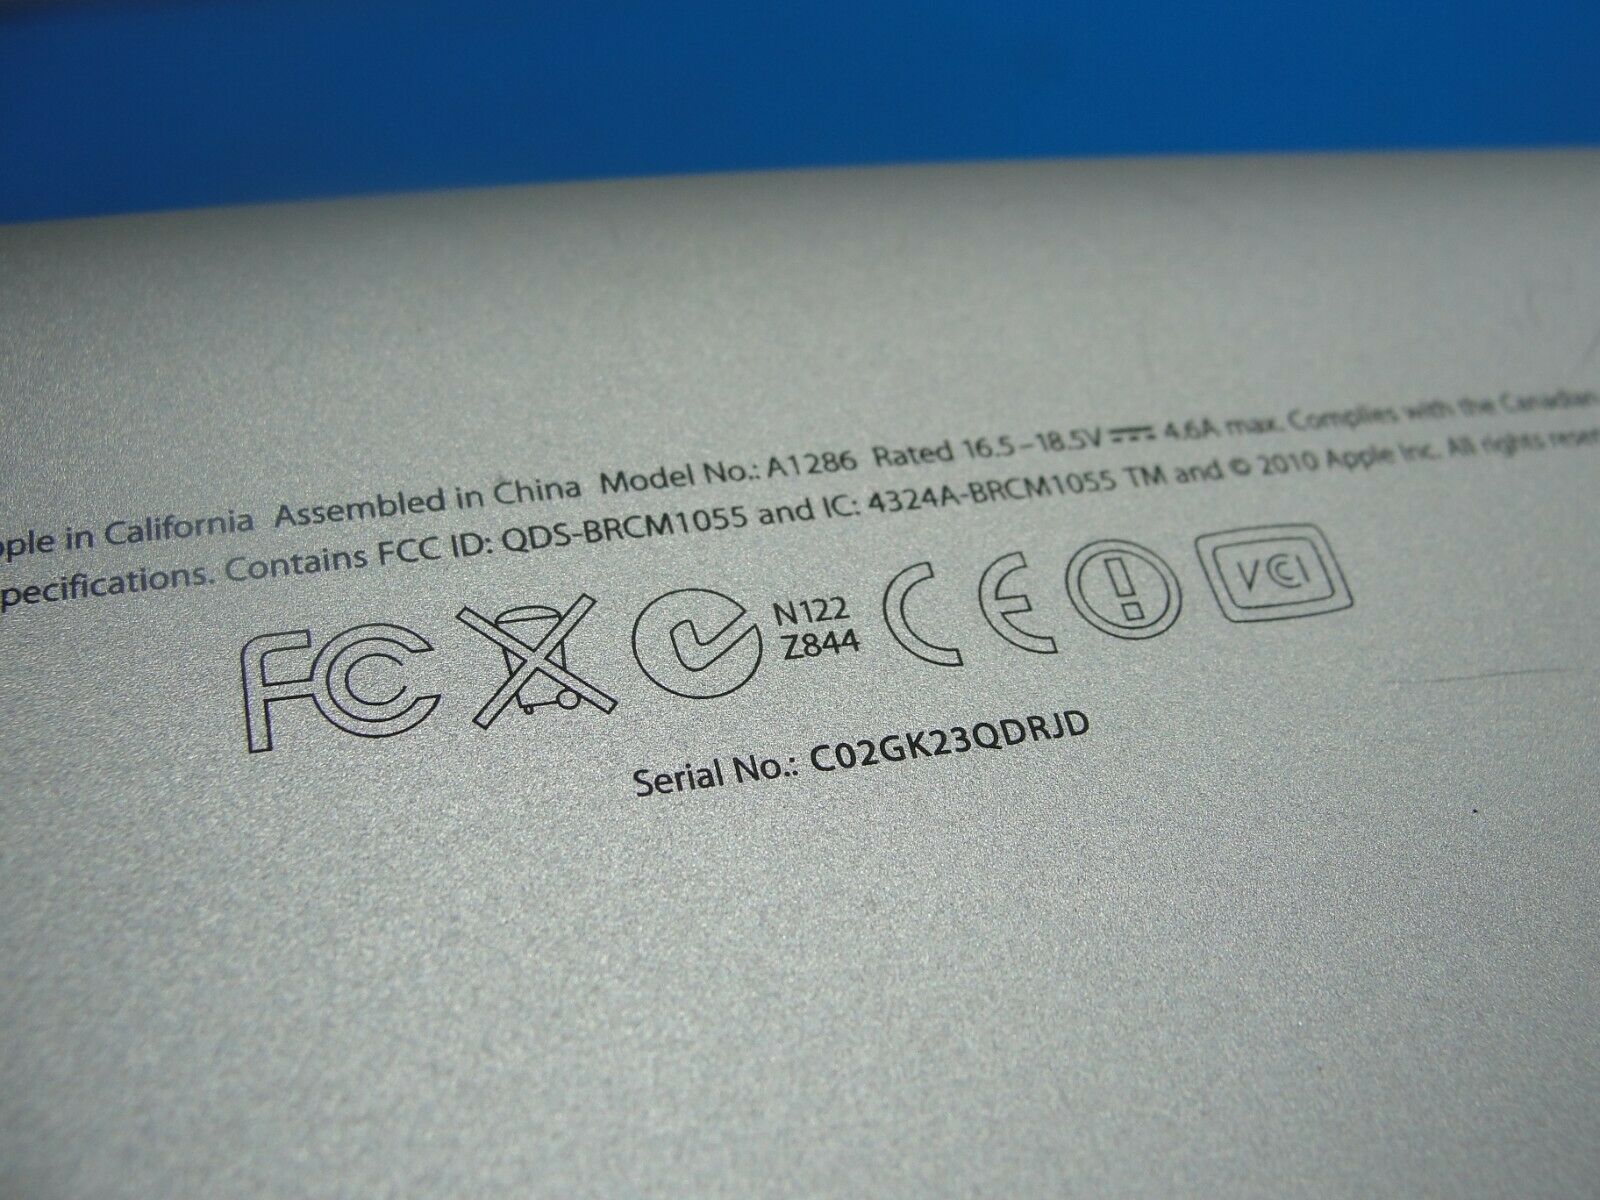 pple in California Assembled in China Model No.: A1286 Rated 16.5–18.5V ⎓ 4.6A max. Complies with the Canadian
pecifications. Contains FCC ID: QDS-BRCM1055 and IC: 4324A-BRCM1055 TM and © 2010 Apple Inc. All rights reser
FC N122 CE VCI
Z844
Serial No.: C02GK23QDRJD